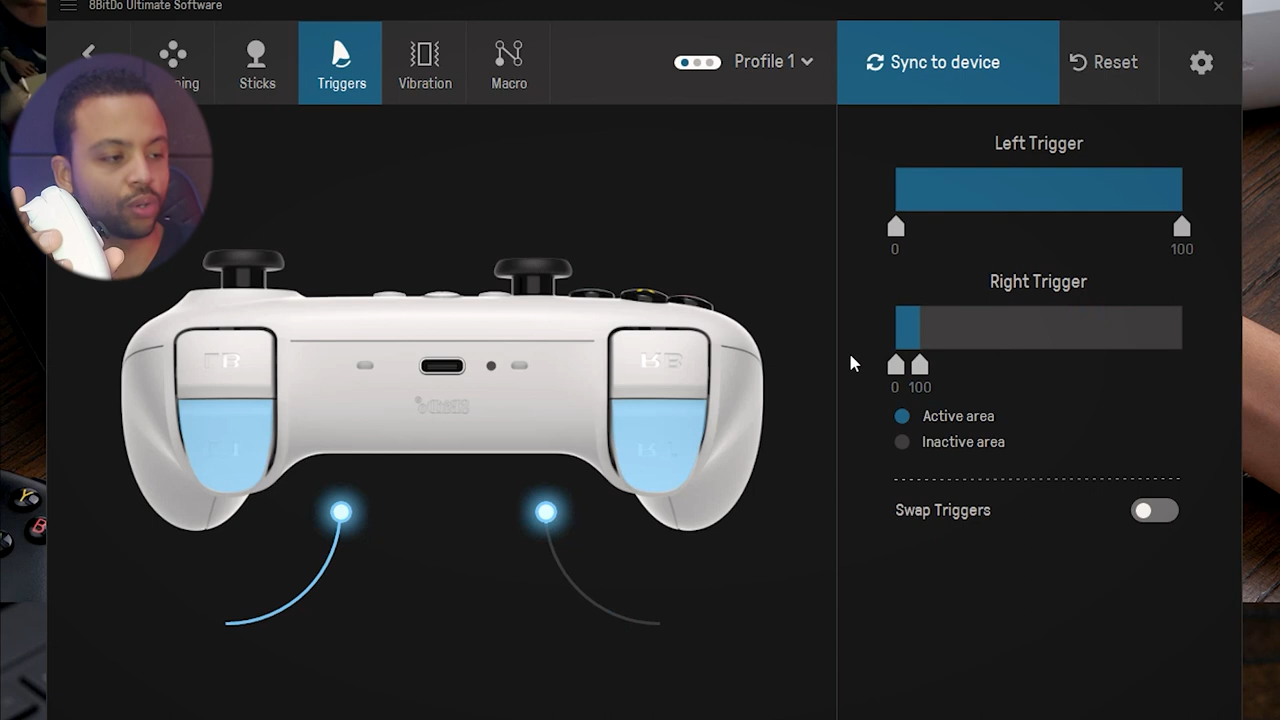 8BitDo Ultimate Software
ping
Sticks
Triggers
Vibration
Macro
Profile 1
Sync to device
Reset
Left Trigger
0
100
Right Trigger
0
100
Active area
Inactive area
Swap Triggers
Y
B